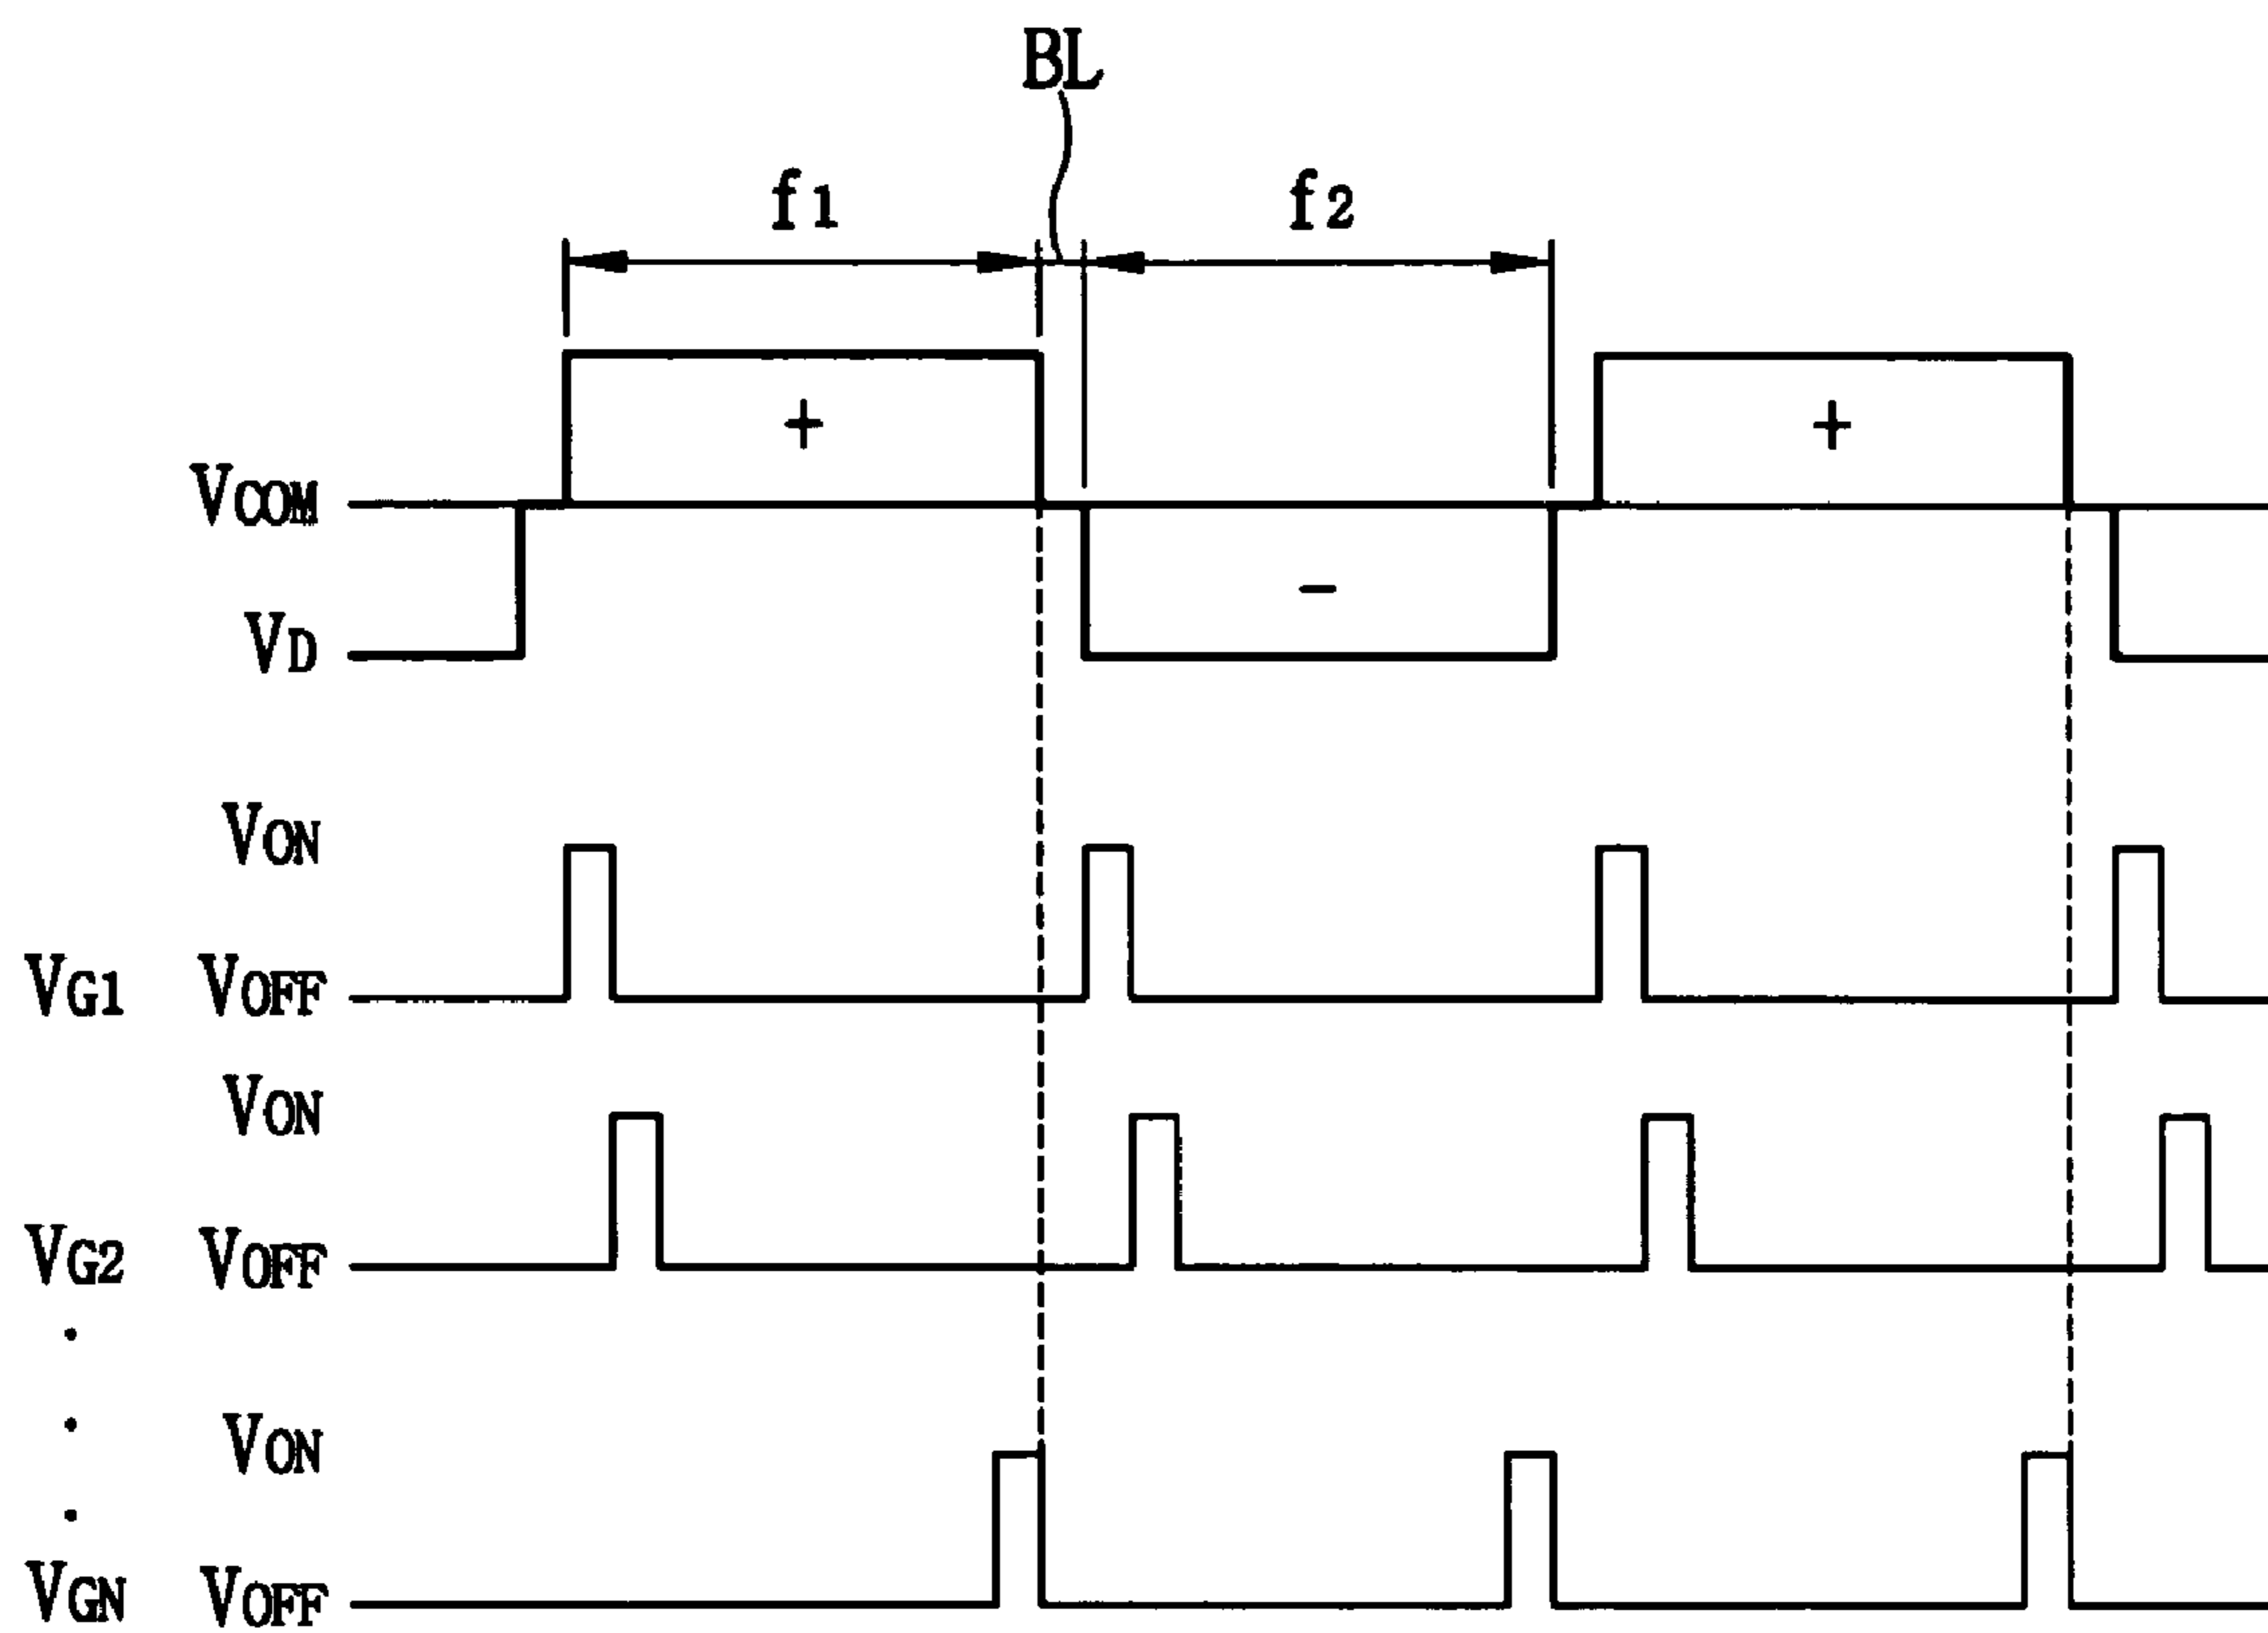 BL
f1 f2
+ +
VCOM
-
VD
VON
VG1 VOFF
VON
VG2 VOFF
VON
VGN VOFF